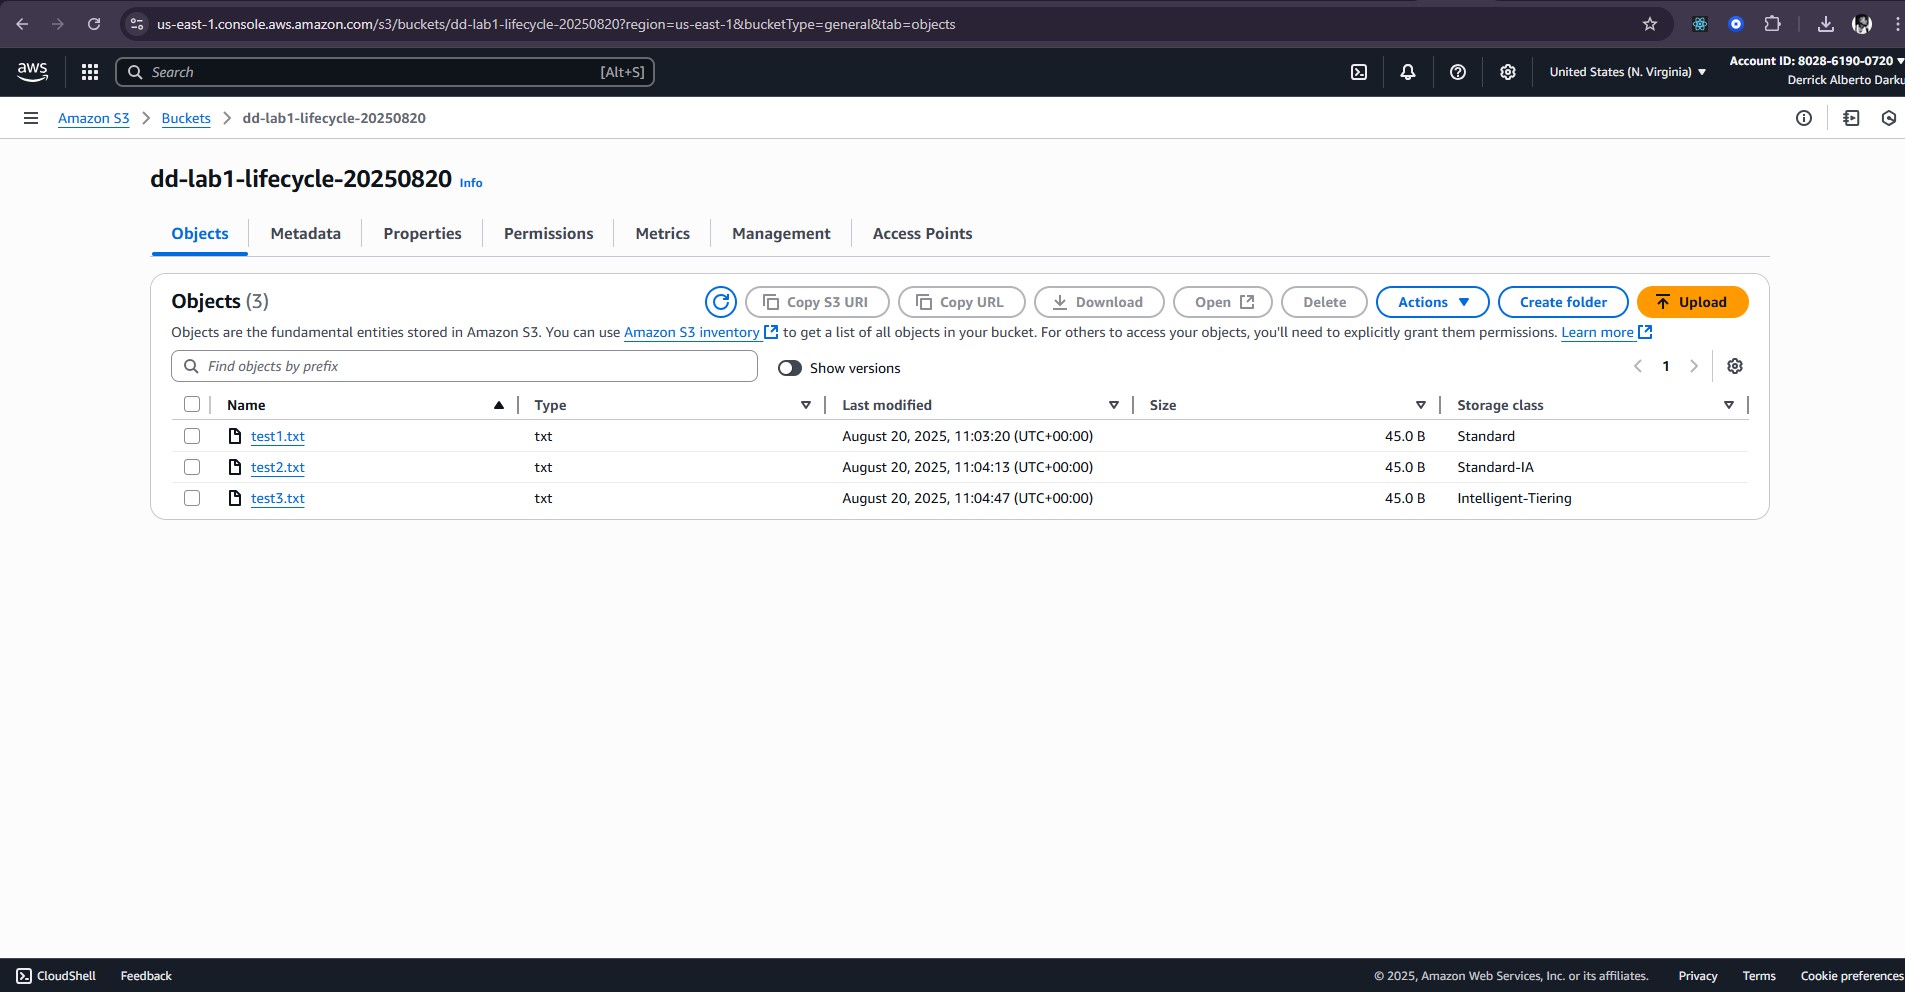 us-east-1.console.aws.amazon.com/s3/buckets/dd-lab1-lifecycle-20250820?region=us-east-1&bucketType=general&tab=objects
aws Search [Alt+S] United States (N. Virginia) Account ID: 8028-6190-0720
Derrick Alberto Darku
Amazon S3 Buckets dd-lab1-lifecycle-20250820
dd-lab1-lifecycle-20250820 Info
Objects Metadata Properties Permissions Metrics Management Access Points
Objects (3) Copy S3 URI Copy URL Download Open Delete Actions Create folder Upload
Objects are the fundamental entities stored in Amazon S3. You can use Amazon S3 inventory to get a list of all objects in your bucket. For others to access your objects, you'll need to explicitly grant them permissions. Learn more
Find objects by prefix Show versions 1
Name Type Last modified Size Storage class
test1.txt txt August 20, 2025, 11:03:20 (UTC+00:00) 45.0 B Standard
test2.txt txt August 20, 2025, 11:04:13 (UTC+00:00) 45.0 B Standard-IA
test3.txt txt August 20, 2025, 11:04:47 (UTC+00:00) 45.0 B Intelligent-Tiering
CloudShell Feedback © 2025, Amazon Web Services, Inc. or its affiliates. Privacy Terms Cookie preferences